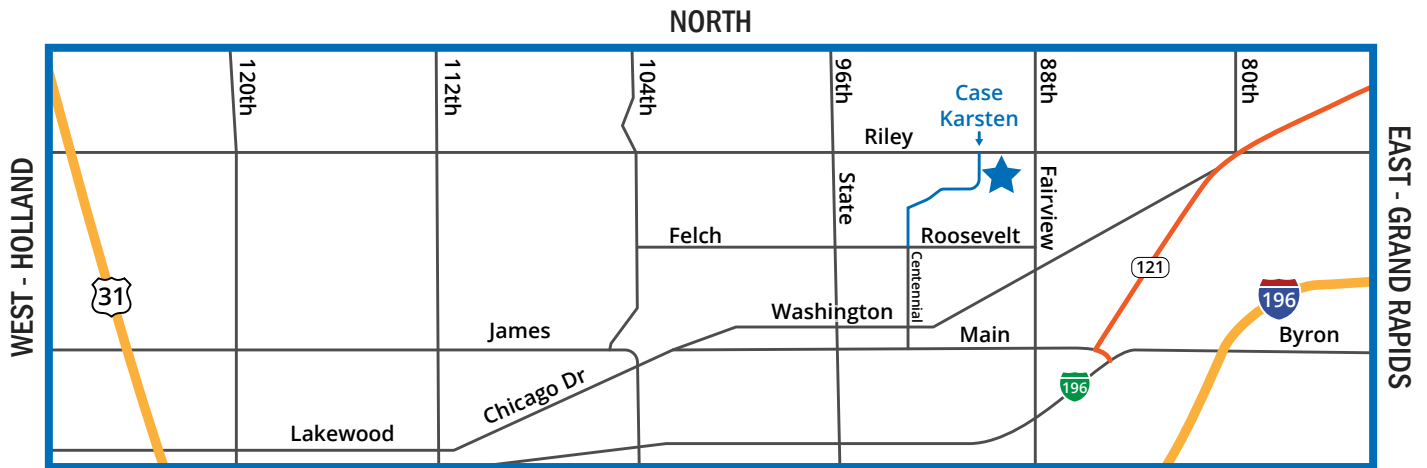 NORTH
120th
112th
104th
96th
88th
80th
Case
Karsten
Riley
WEST - HOLLAND
EAST - GRAND RAPIDS
State
Fairview
Felch
Roosevelt
Centennial
121
31
196
Washington
James
Main
Byron
196
Chicago Dr
Lakewood